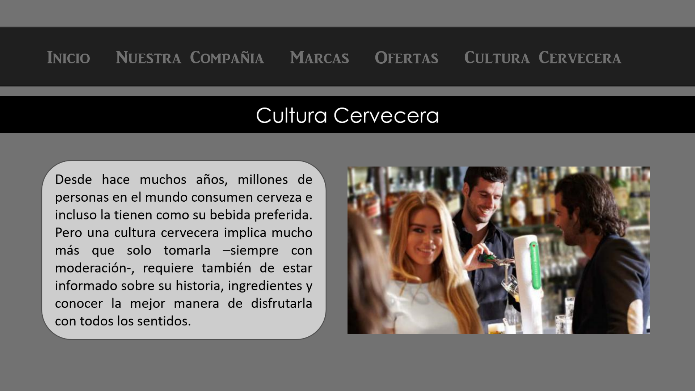 Inicio Nuestra Compañía Marcas Ofertas Cultura Cervecera
Cultura Cervecera
Desde hace muchos años, millones de
personas en el mundo consumen cerveza e
incluso la tienen como su bebida preferida.
Pero una cultura cervecera implica mucho
más que solo tomarla –siempre con
moderación-, requiere también de estar
informado sobre su historia, ingredientes y
conocer la mejor manera de disfrutarla
con todos los sentidos.